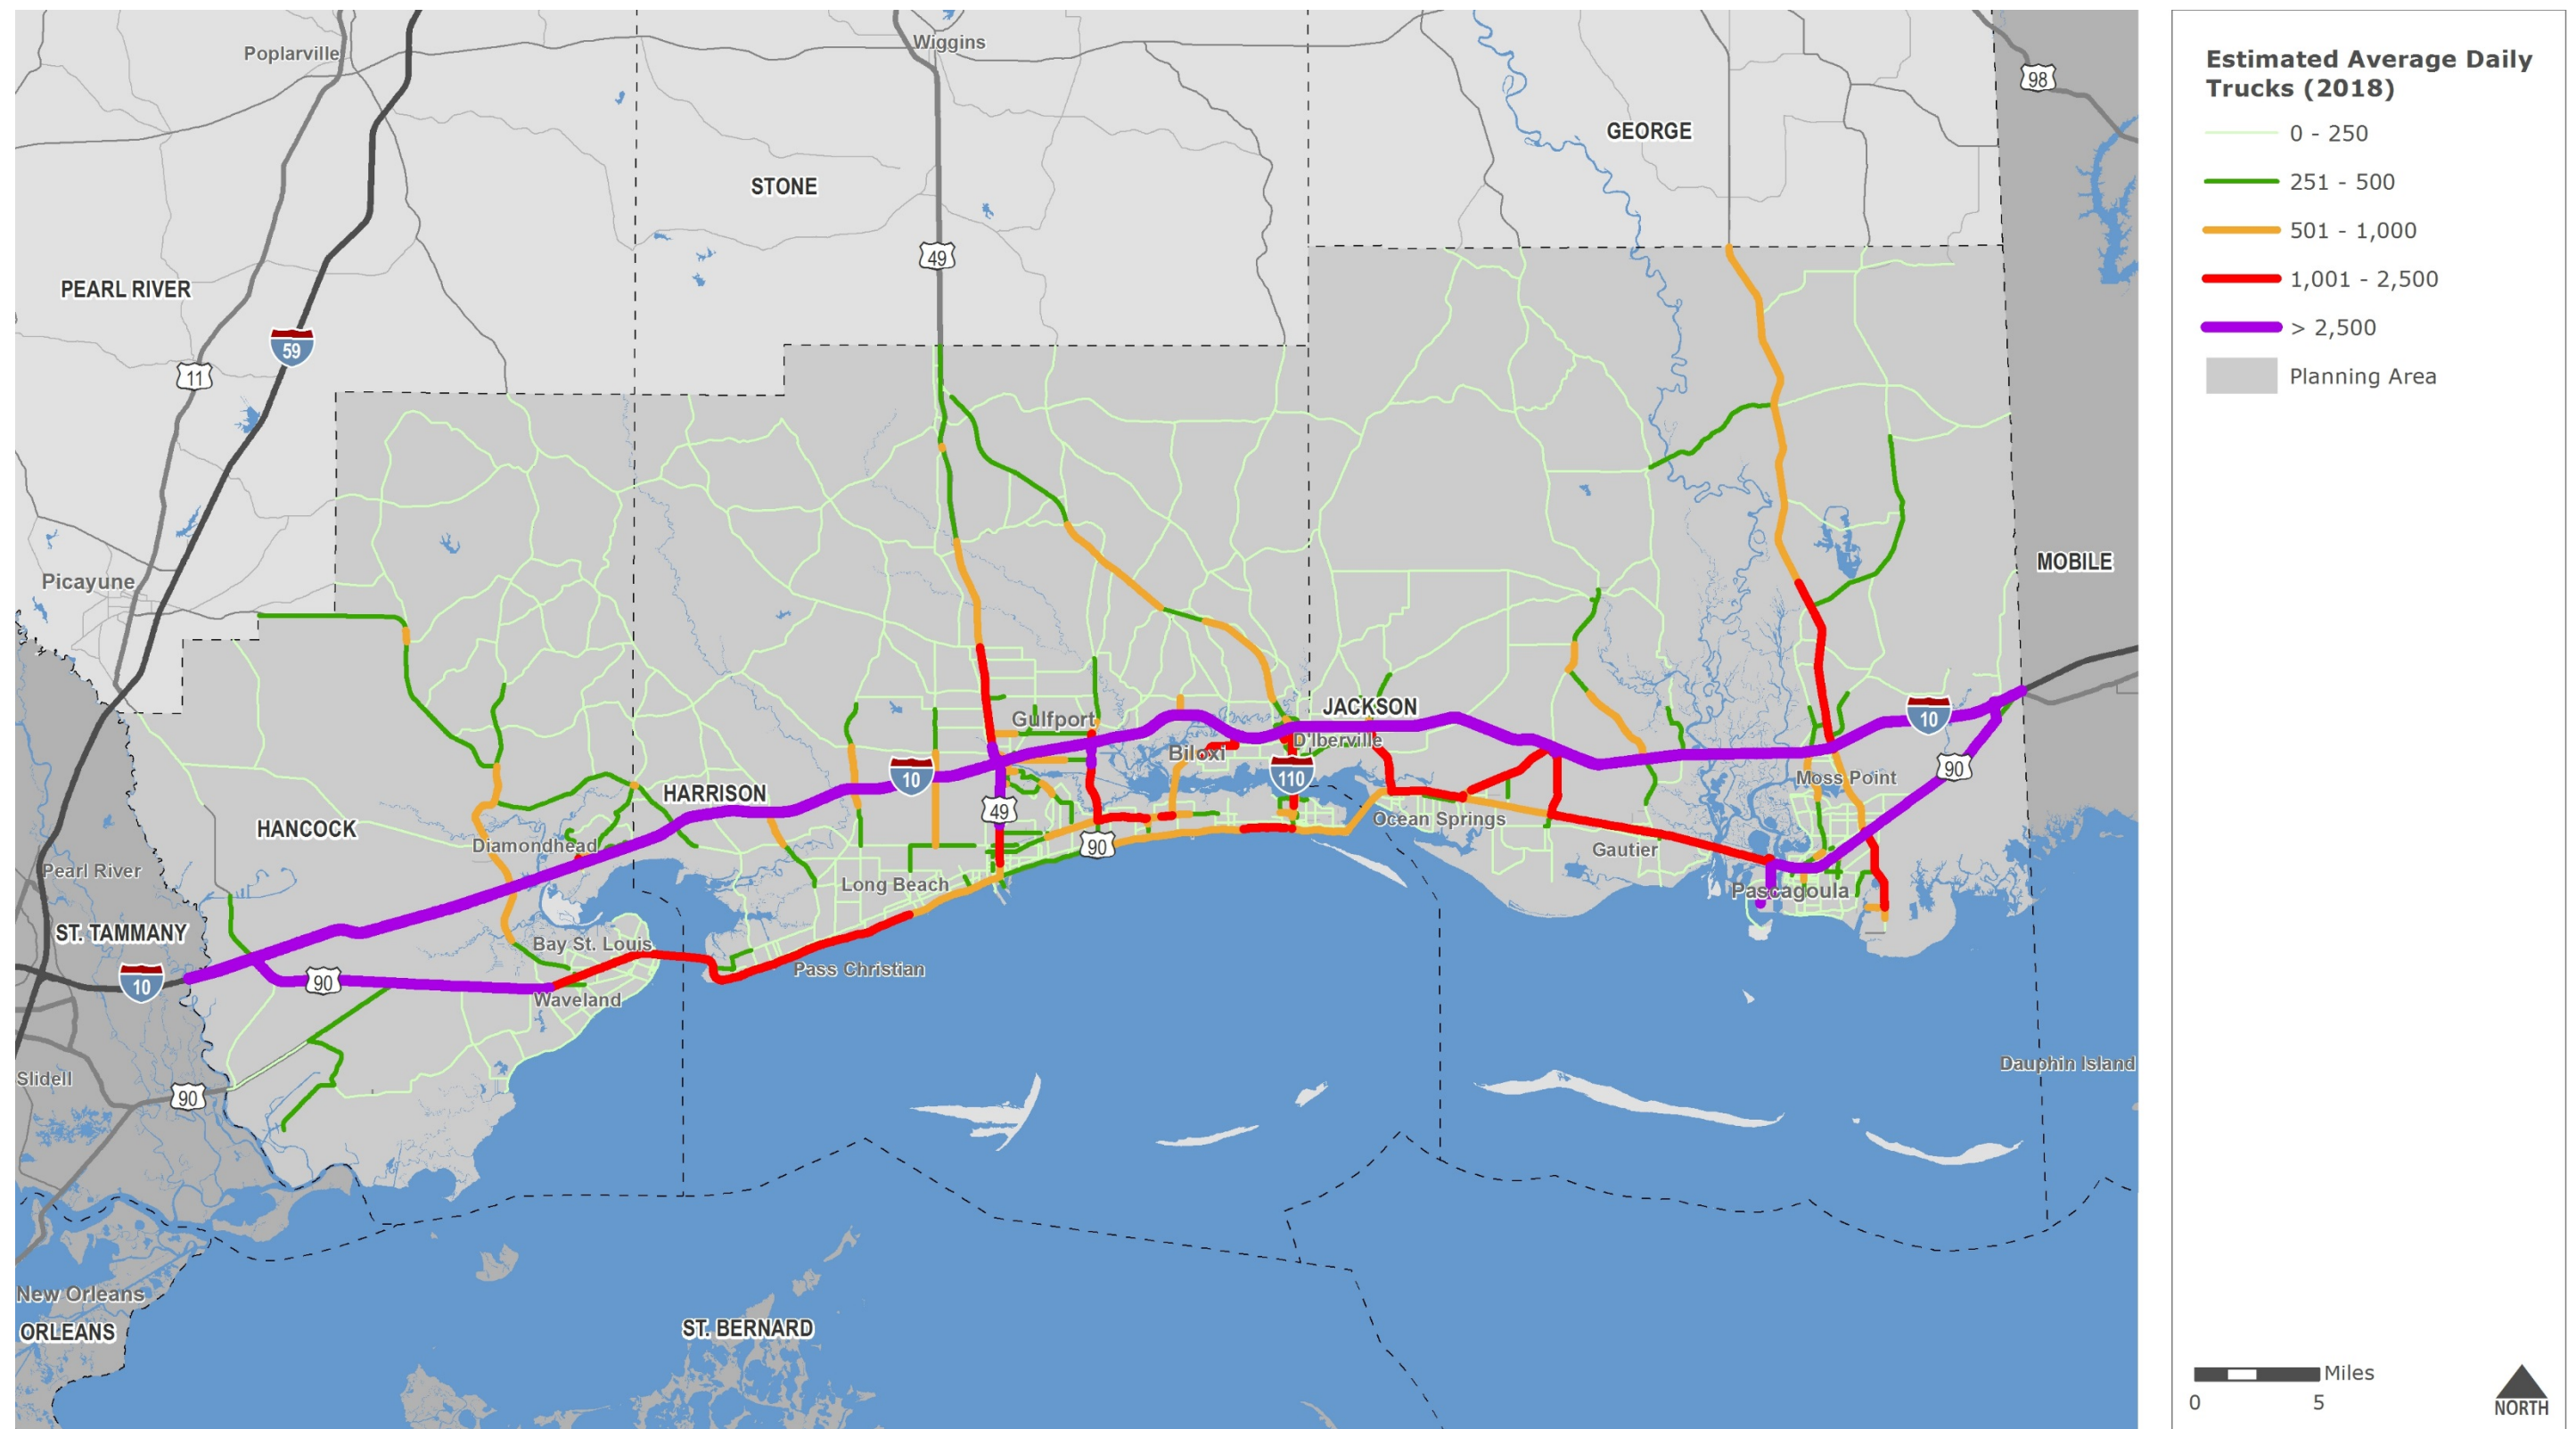 Poplarville
Wiggins
98
GEORGE
STONE
49
PEARL RIVER
59
11
MOBILE
Picayune
JACKSON
Gulfport
10
D'Iberville
Biloxi
90
10
110
Moss Point
HARRISON
49
Ocean Springs
HANCOCK
Diamondhead
90
Gautier
Pearl River
Long Beach
Pascagoula
ST. TAMMANY
Bay St. Louis
Pass Christian
10
90
Waveland
Dauphin Island
Slidell
90
New Orleans
ORLEANS
ST. BERNARD
Estimated Average Daily
Trucks (2018)
0 - 250
251 - 500
501 - 1,000
1,001 - 2,500
> 2,500
Planning Area
Miles
0 5
NORTH